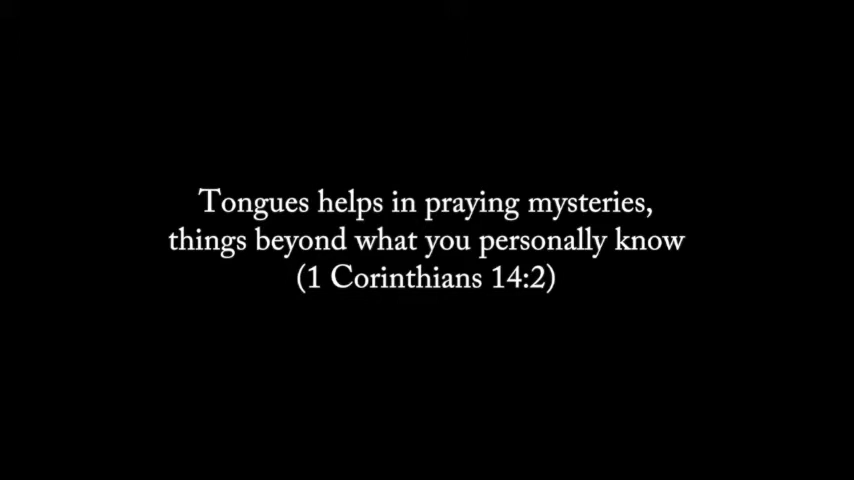 Tongues helps in praying mysteries,
things beyond what you personally know
(1 Corinthians 14:2)